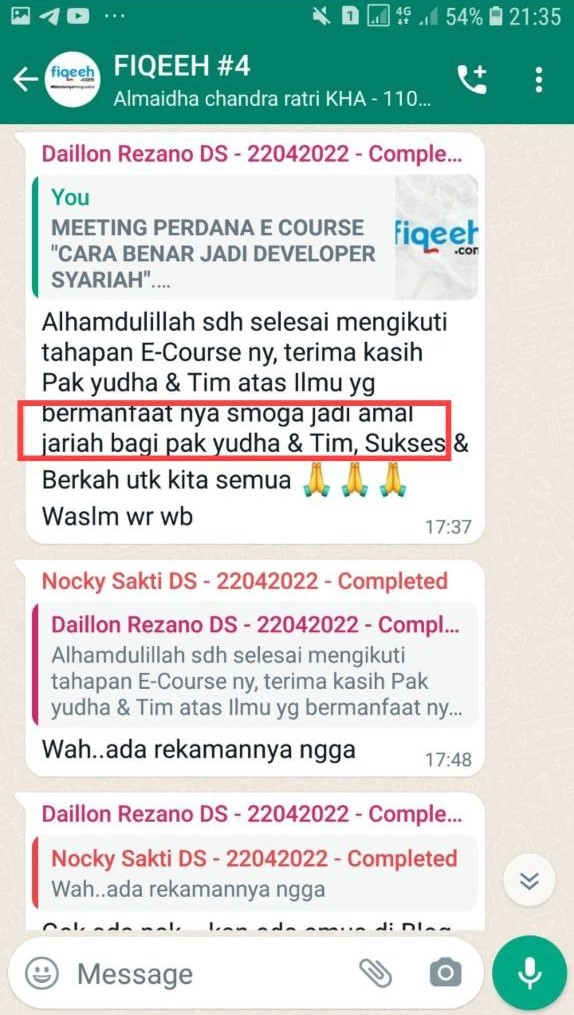 4G 54% 21:35
fiqeeh
.com
FIQEEH #4
Almaidha chandra ratri KHA - 110...
Daillon Rezano DS - 22042022 - Comple...
You
MEETING PERDANA E COURSE
"CARA BENAR JADI DEVELOPER
SYARIAH"....
fiqeeh
.com
Alhamdulillah sdh selesai mengikuti
tahapan E-Course ny, terima kasih
Pak yudha & Tim atas Ilmu yg
bermanfaat nya smoga jadi amal
jariah bagi pak yudha & Tim, Sukses &
Berkah utk kita semua 🙏 🙏 🙏
Waslm wr wb
17:37
Nocky Sakti DS - 22042022 - Completed
Daillon Rezano DS - 22042022 - Compl...
Alhamdulillah sdh selesai mengikuti
tahapan E-Course ny, terima kasih Pak
yudha & Tim atas Ilmu yg bermanfaat ny...
Wah..ada rekamannya ngga
17:48
Daillon Rezano DS - 22042022 - Comple...
Nocky Sakti DS - 22042022 - Completed
Wah..ada rekamannya ngga
Message